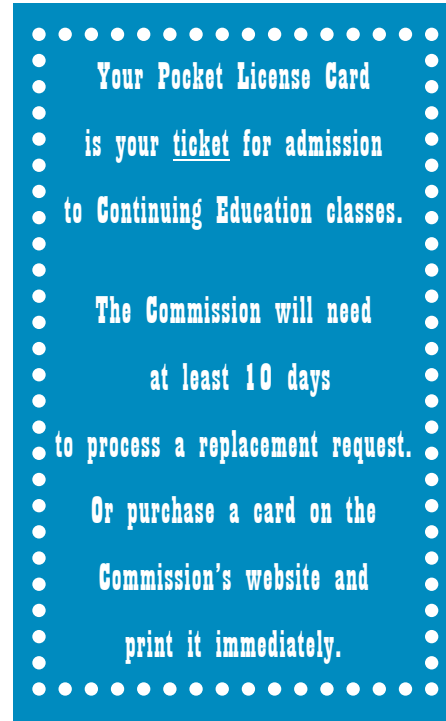 Your Pocket License Card
is your ticket for admission
to Continuing Education classes.
The Commission will need
at least 10 days
to process a replacement request.
Or purchase a card on the
Commission's website and
print it immediately.